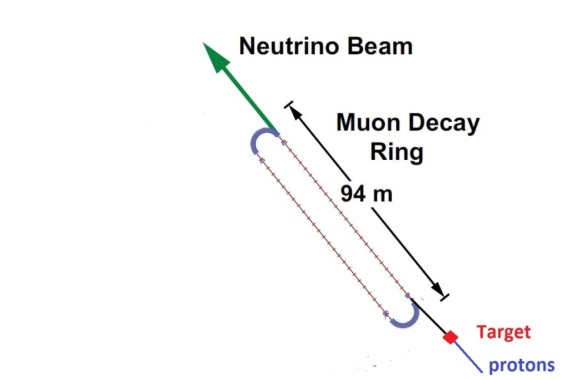 Neutrino Beam
Muon Decay
Ring
94 m
Target
protons